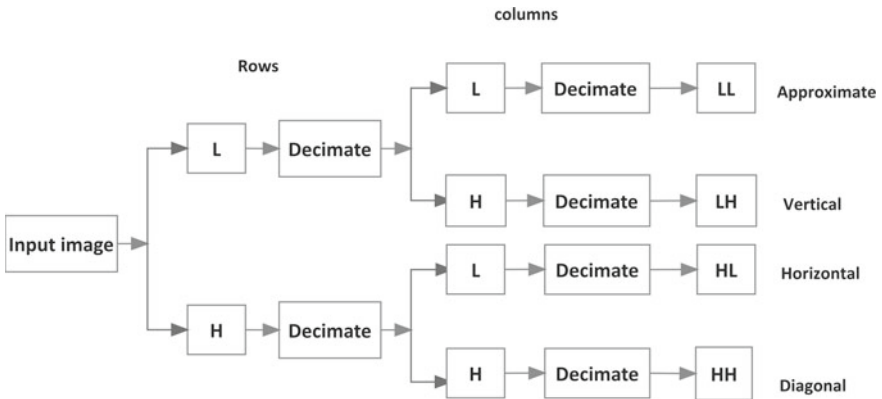 columns
Rows
L Decimate LL Approximate
L Decimate
H Decimate LH Vertical
Input image
L Decimate HL Horizontal
H Decimate
H Decimate HH Diagonal